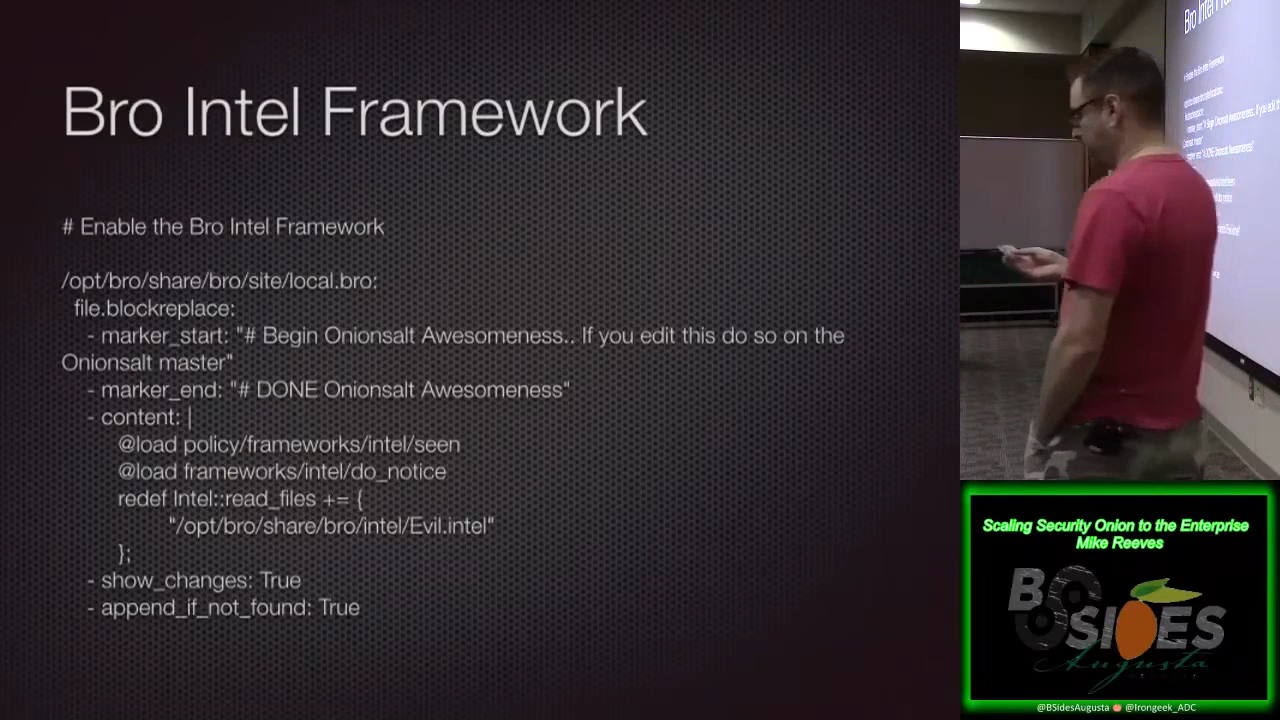 Bro Intel Framework
# Enable the Bro Intel Framework
/opt/bro/share/bro/site/local.bro:
file.blockreplace:
- marker_start: "# Begin Onionsalt Awesomeness.. If you edit this do so on the
Onionsalt master"
- marker_end: "# DONE Onionsalt Awesomeness"
- content: |
@load policy/frameworks/intel/seen
@load frameworks/intel/do_notice
redef Intel::read_files += {
"/opt/bro/share/bro/intel/Evil.intel"
};
- show_changes: True
- append_if_not_found: True
Scaling Security Onion to the Enterprise
Mike Reeves
BSIDES
Augusta
@BSidesAugusta @Irongeek_ADC